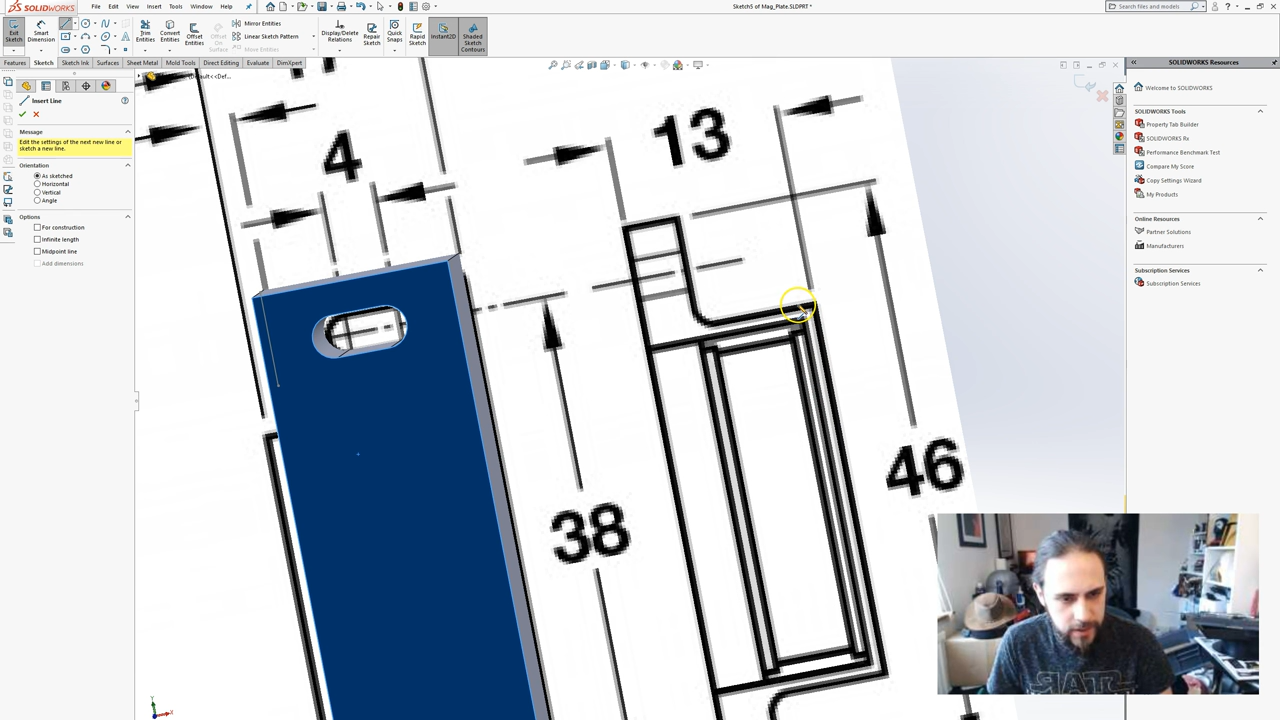 SOLIDWORKS
File Edit View Insert Tools Window Help
Sketch5 of Mag_Plate.SLDPRT *
Search files and models
Exit Sketch
Smart Dimension
Trim Entities
Convert Entities
Offset Entities
Offset On Surface
Mirror Entities
Linear Sketch Pattern
Move Entities
Display/Delete Relations
Repair Sketch
Quick Snaps
Rapid Sketch
Instant2D
Shaded Sketch Contours
Features Sketch Sketch Ink Surfaces Sheet Metal Mold Tools Direct Editing Evaluate DimXpert
SOLIDWORKS Resources
Welcome to SOLIDWORKS
SOLIDWORKS Tools
Property Tab Builder
SOLIDWORKS Rx
Performance Benchmark Test
Compare My Score
Copy Settings Wizard
My Products
Online Resources
Partner Solutions
Manufacturers
Subscription Services
Subscription Services
Insert Line
Message
Edit the settings of the next new line or sketch a new line.
Orientation
As sketched
Horizontal
Vertical
Angle
Options
For construction
Infinite length
Midpoint line
Add dimensions
4
13
38
46